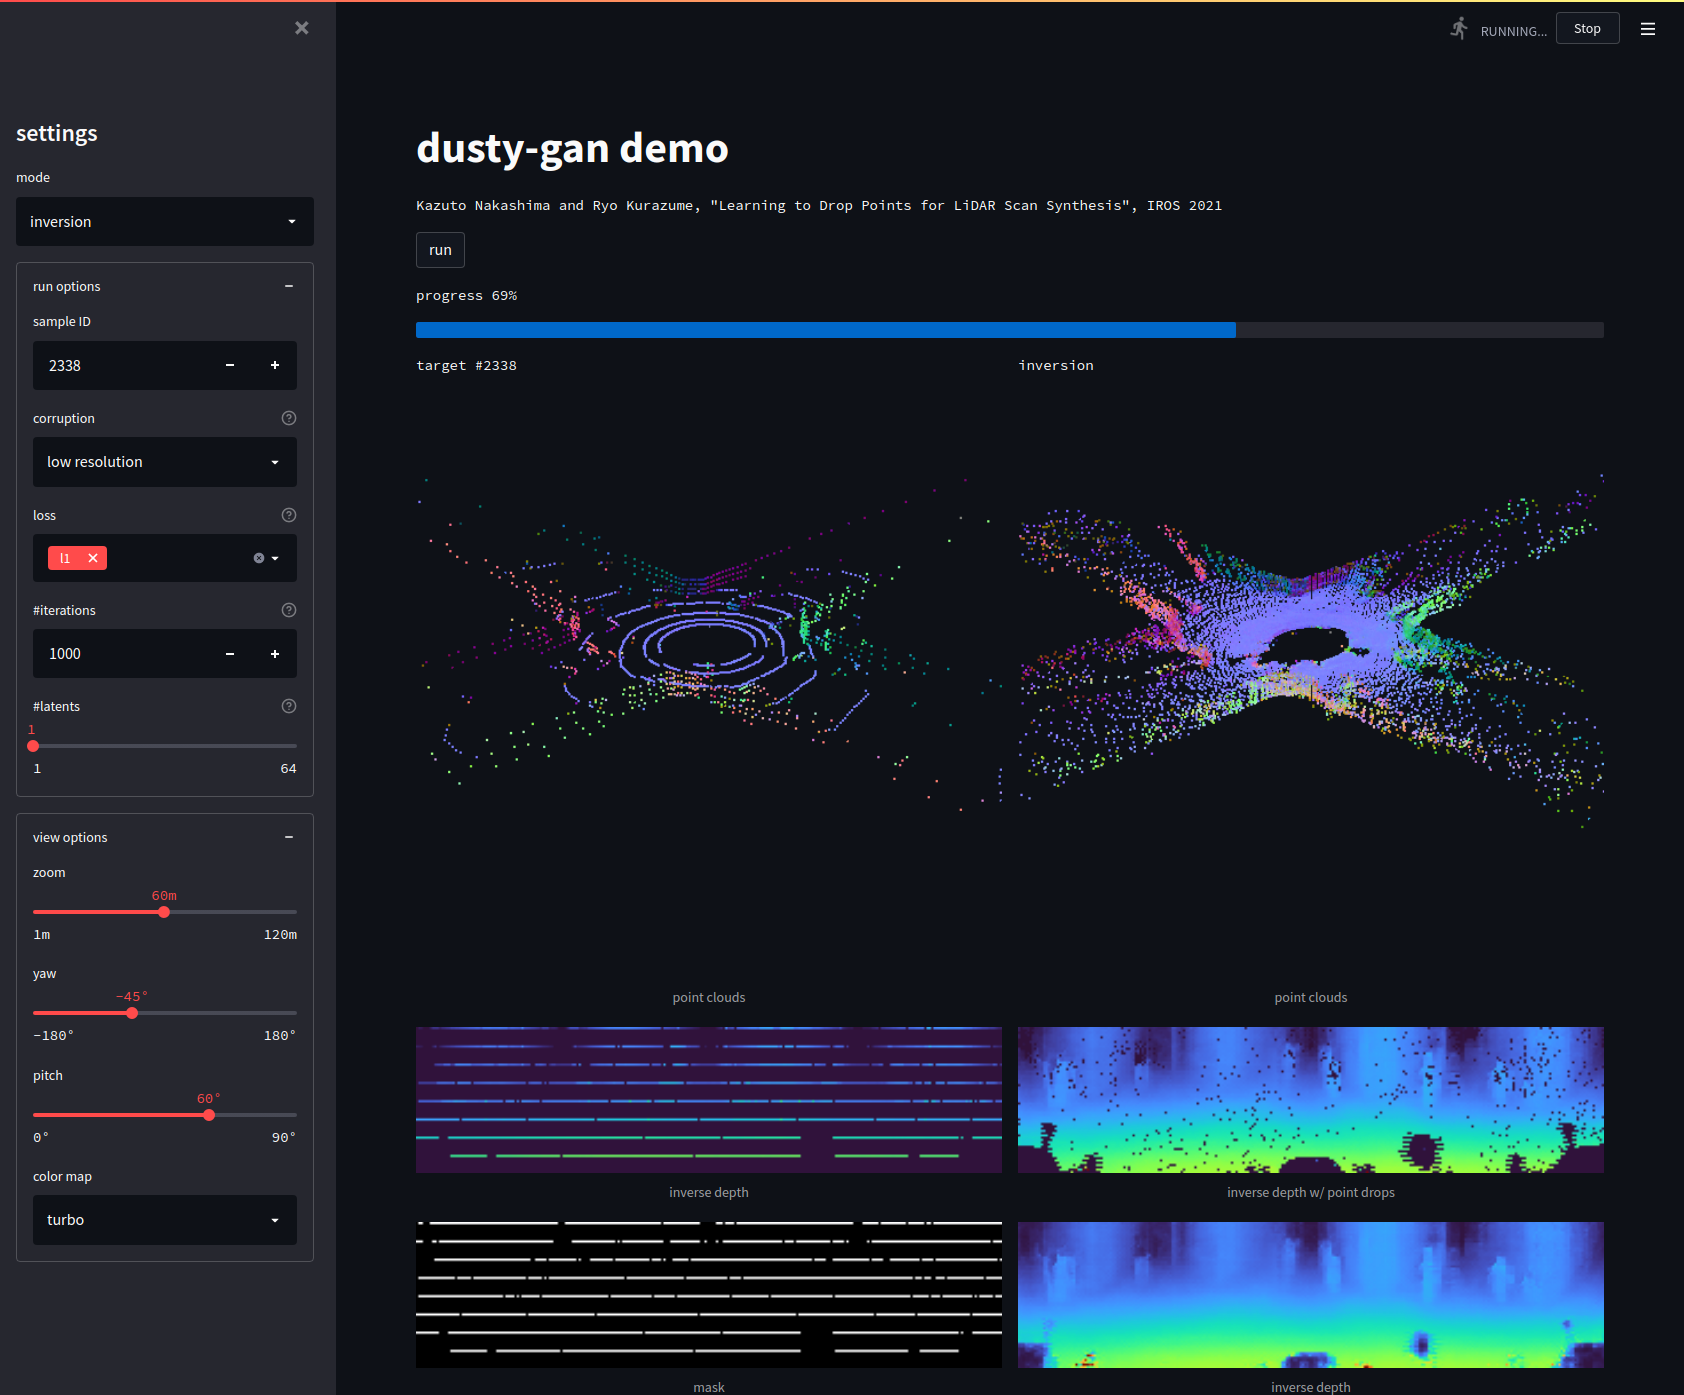 RUNNING...
Stop
settings
mode
inversion
run options
sample ID
2338
corruption
low resolution
loss
l1
#iterations
1000
#latents
1
1 64
view options
zoom
60m
1m 120m
yaw
-45°
-180° 180°
pitch
60°
0° 90°
color map
turbo
dusty-gan demo
Kazuto Nakashima and Ryo Kurazume, "Learning to Drop Points for LiDAR Scan Synthesis", IROS 2021
run
progress 69%
target #2338
inversion
point clouds
point clouds
inverse depth
inverse depth w/ point drops
mask
inverse depth